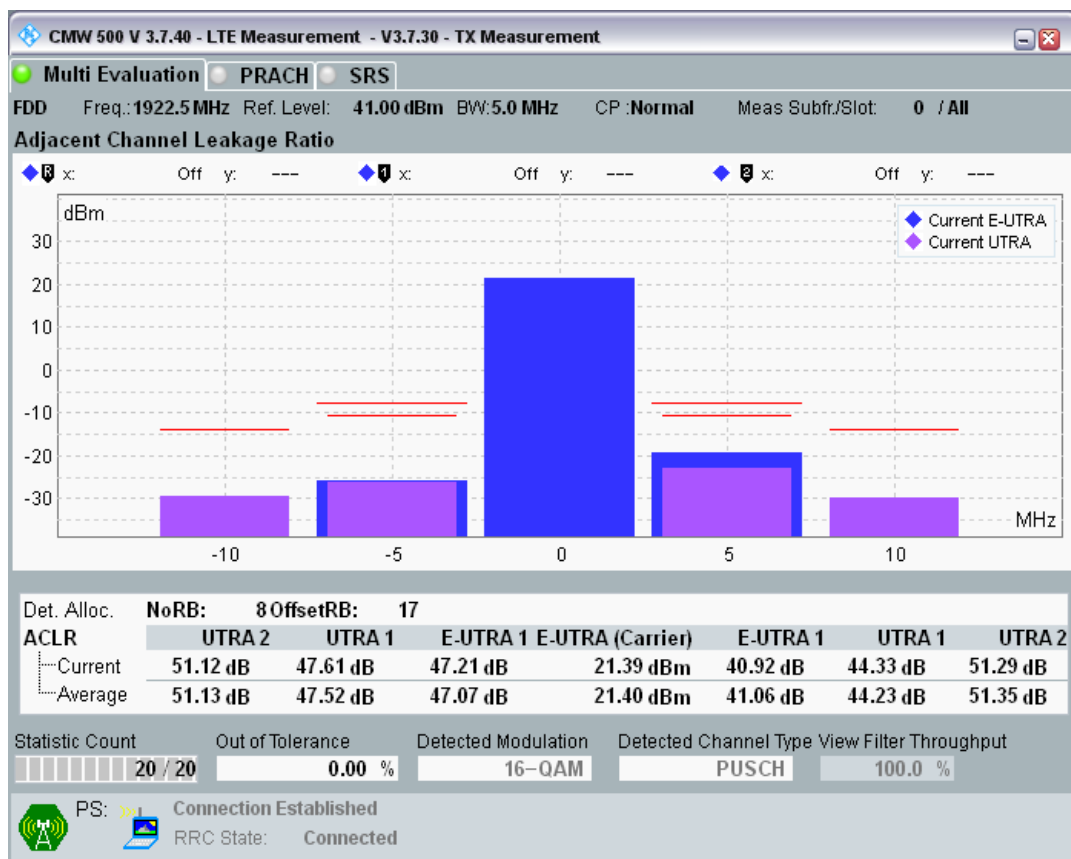 CMW 500 V 3.7.40 - LTE Measurement - V3.7.30 - TX Measurement
Multi Evaluation PRACH SRS
FDD Freq.: 1922.5 MHz Ref. Level: 41.00 dBm BW: 5.0 MHz CP :Normal Meas Subfr./Slot: 0 / All
Adjacent Channel Leakage Ratio
R x: Off y: --- 1 x: Off y: --- 2 x: Off y: ---
dBm
Current E-UTRA
Current UTRA
30
20
10
0
-10
-20
-30
MHz
-10 -5 0 5 10
Det. Alloc. NoRB: 8 OffsetRB: 17
ACLR UTRA 2 UTRA 1 E-UTRA 1 E-UTRA (Carrier) E-UTRA 1 UTRA 1 UTRA 2
Current 51.12 dB 47.61 dB 47.21 dB 21.39 dBm 40.92 dB 44.33 dB 51.29 dB
Average 51.13 dB 47.52 dB 47.07 dB 21.40 dBm 41.06 dB 44.23 dB 51.35 dB
Statistic Count Out of Tolerance Detected Modulation Detected Channel Type View Filter Throughput
20 / 20 0.00 % 16-QAM PUSCH 100.0 %
PS: Connection Established
RRC State: Connected